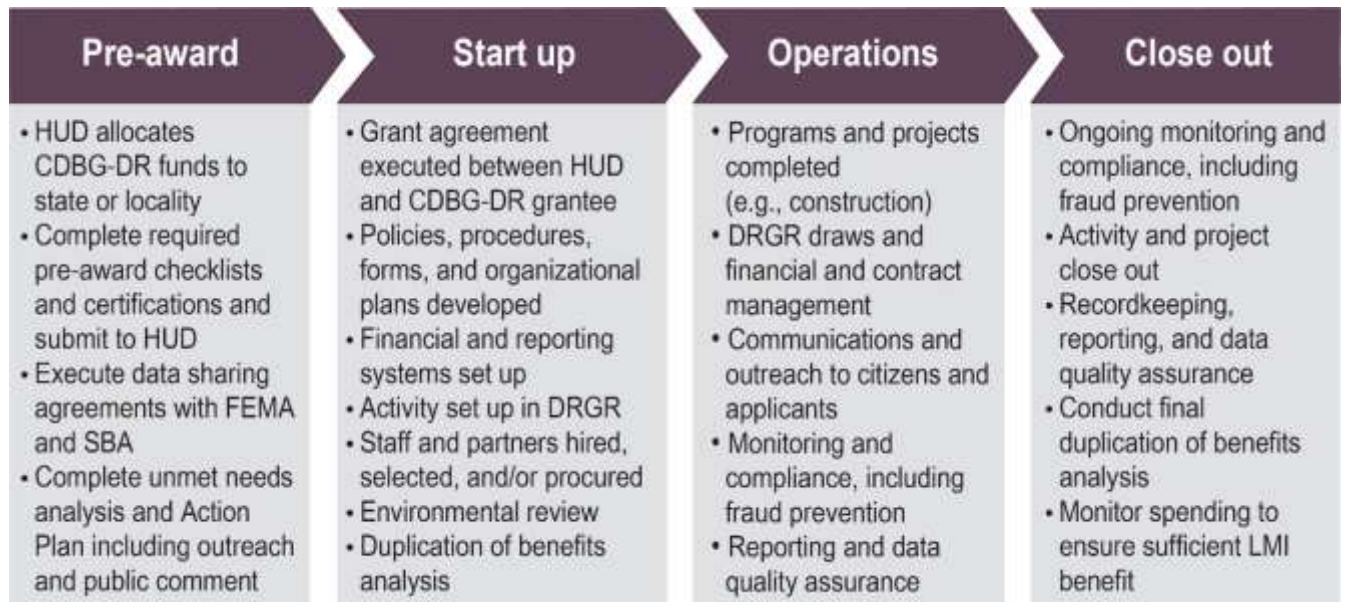 Pre-award
• HUD allocates
CDBG-DR funds to
state or locality
• Complete required
pre-award checklists
and certifications and
submit to HUD
• Execute data sharing
agreements with FEMA
and SBA
• Complete unmet needs
analysis and Action
Plan including outreach
and public comment
Start up
• Grant agreement
executed between HUD
and CDBG-DR grantee
• Policies, procedures,
forms, and organizational
plans developed
• Financial and reporting
systems set up
• Activity set up in DRGR
• Staff and partners hired,
selected, and/or procured
• Environmental review
• Duplication of benefits
analysis
Operations
• Programs and projects
completed
(e.g., construction)
• DRGR draws and
financial and contract
management
• Communications and
outreach to citizens and
applicants
• Monitoring and
compliance, including
fraud prevention
• Reporting and data
quality assurance
Close out
• Ongoing monitoring and
compliance, including
fraud prevention
• Activity and project
close out
• Recordkeeping,
reporting, and data
quality assurance
• Conduct final
duplication of benefits
analysis
• Monitor spending to
ensure sufficient LMI
benefit